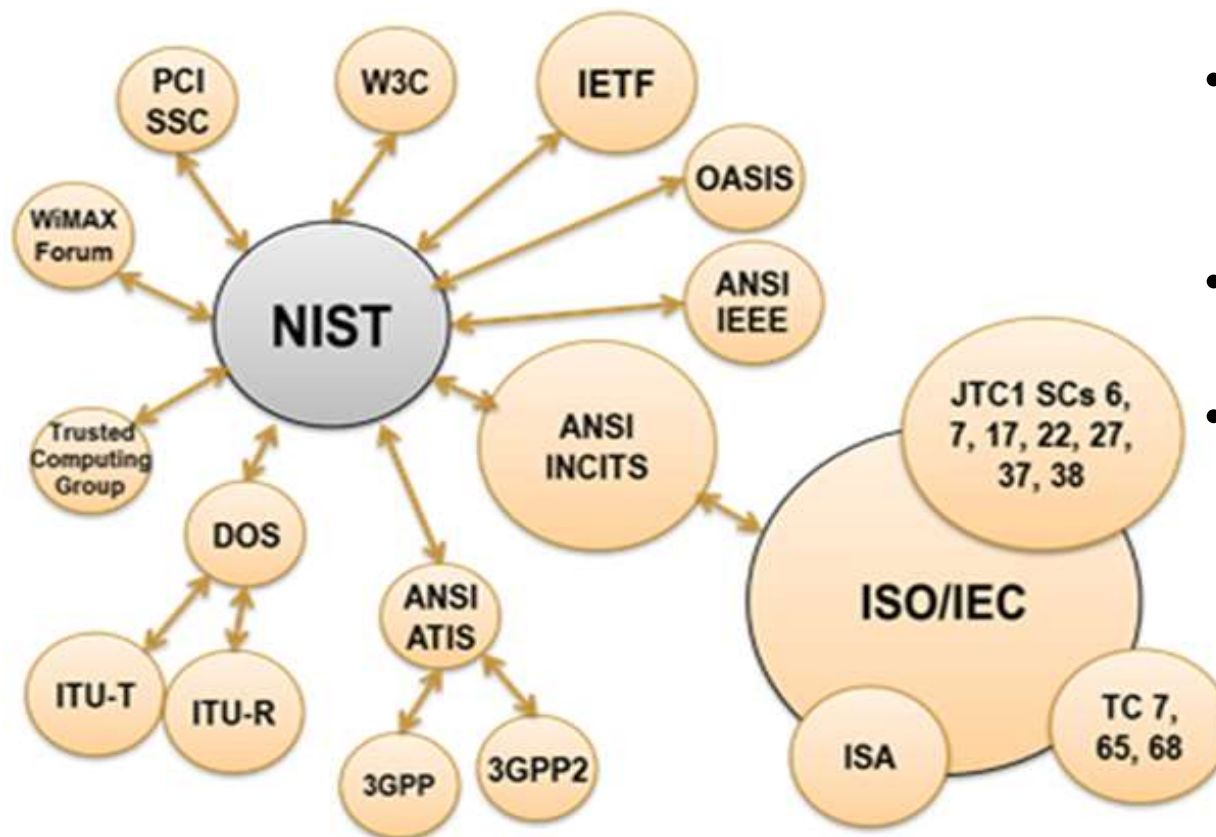 PCI
SSC
W3C
IETF
OASIS
WiMAX
Forum
NIST
ANSI
IEEE
JTC1 SCs 6,
7, 17, 22, 27,
37, 38
Trusted
Computing
Group
ANSI
INCITS
DOS
ANSI
ATIS
ISO/IEC
ITU-T
ITU-R
TC 7,
65, 68
3GPP
3GPP2
ISA